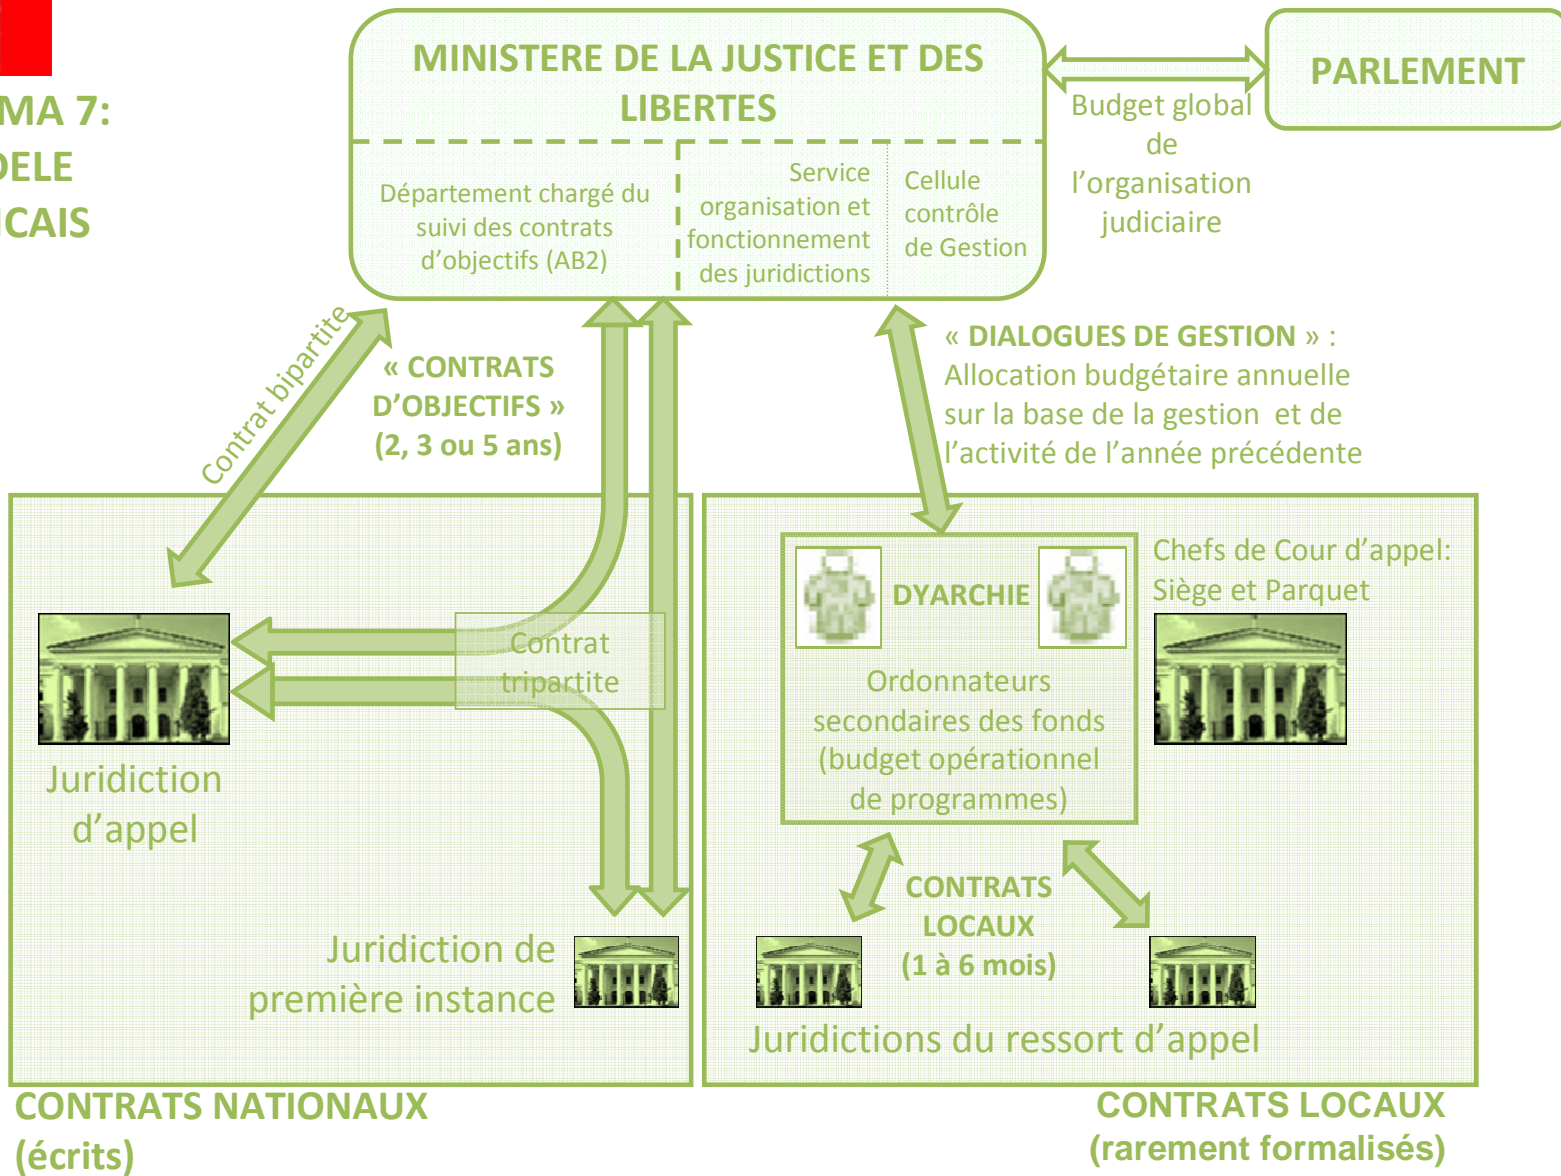 MA 7:
DELE
ICAIS
MINISTERE DE LA JUSTICE ET DES
LIBERTES
Département chargé du
suivi des contrats
d’objectifs (AB2)
Service
organisation et
fonctionnement
des juridictions
Cellule
contrôle
de Gestion
PARLEMENT
Budget global
de
l’organisation
judiciaire
Contrat bipartite
« CONTRATS
D’OBJECTIFS »
(2, 3 ou 5 ans)
« DIALOGUES DE GESTION » :
Allocation budgétaire annuelle
sur la base de la gestion et de
l’activité de l’année précédente
Contrat
tripartite
Juridiction
d’appel
Juridiction de
première instance
DYARCHIE
Ordonnateurs
secondaires des fonds
(budget opérationnel
de programmes)
Chefs de Cour d’appel:
Siège et Parquet
CONTRATS
LOCAUX
(1 à 6 mois)
Juridictions du ressort d’appel
CONTRATS NATIONAUX
(écrits)
CONTRATS LOCAUX
(rarement formalisés)